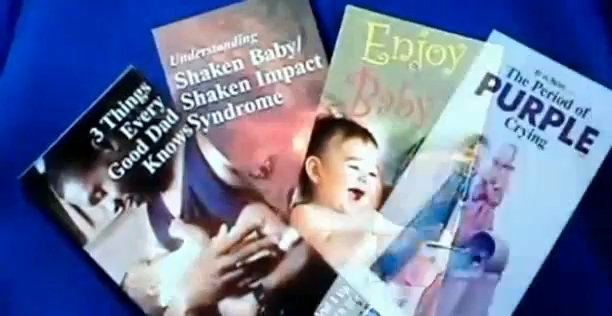 3 Things
Every
Good Dad
Knows
Understanding
Shaken Baby/
Shaken Impact
Syndrome
Enjoy
Baby
The Period of
PURPLE
Crying